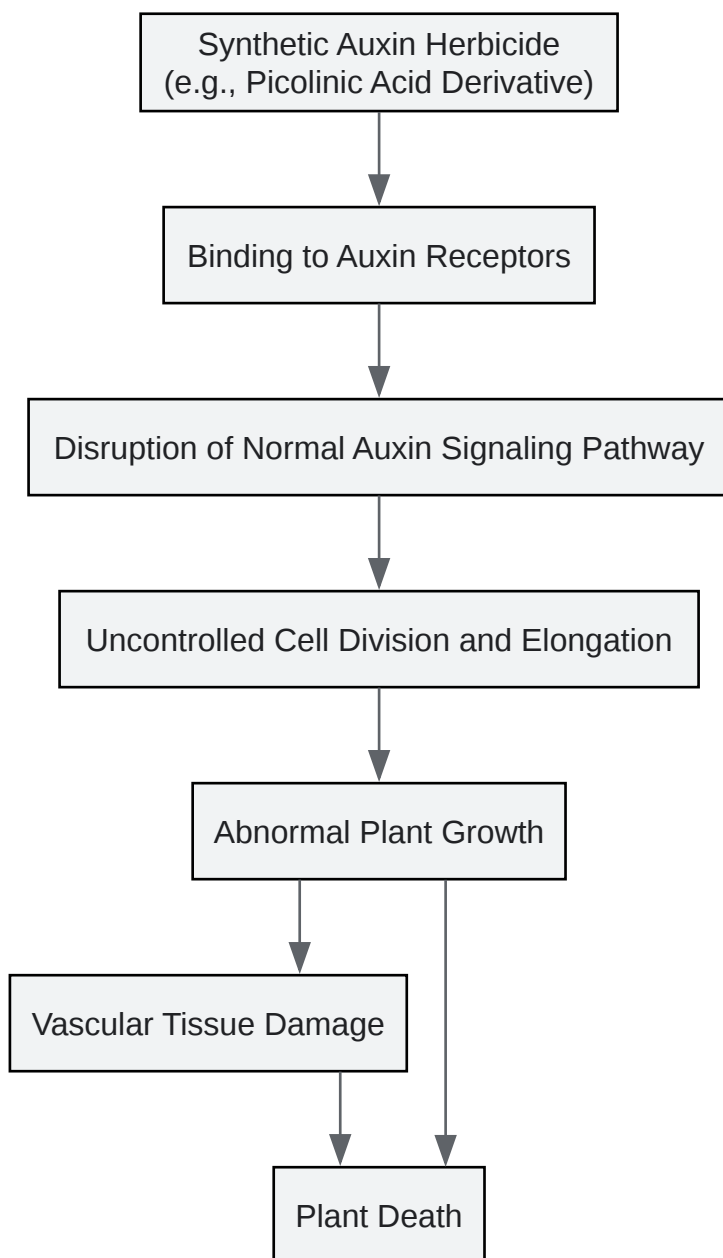 Synthetic Auxin Herbicide
(e.g., Picolinic Acid Derivative)
Binding to Auxin Receptors
Disruption of Normal Auxin Signaling Pathway
Uncontrolled Cell Division and Elongation
Abnormal Plant Growth
Vascular Tissue Damage
Plant Death